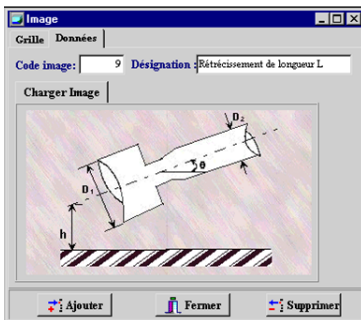 Image
Grille Données
Code image: 9 Désignation : Rétrécissement de longueur L
Charger Image
D2
D1
θ
h
Ajouter Fermer Supprimer